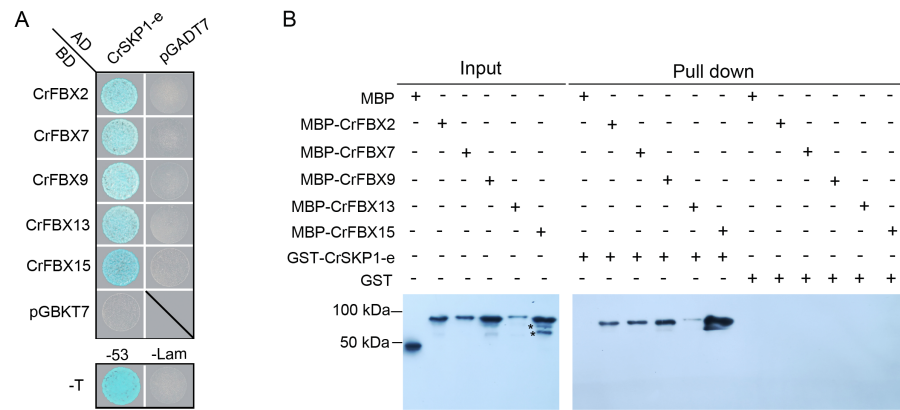 A
AD
BD
CrSKP1-e
pGADT7
CrFBX2
CrFBX7
CrFBX9
CrFBX13
CrFBX15
pGBKT7
-53 -Lam
-T
B
Input Pull down
MBP + - - - - - + - - - - - + - - - - -
MBP-CrFBX2 - + - - - - - + - - - - - + - - - -
MBP-CrFBX7 - - + - - - - - + - - - - - + - - -
MBP-CrFBX9 - - - + - - - - - + - - - - - + - -
MBP-CrFBX13 - - - - + - - - - - + - - - - - + -
MBP-CrFBX15 - - - - - + - - - - - + - - - - - +
GST-CrSKP1-e + + + + + + - - - - - -
GST - - - - - - + + + + + +
100 kDa
*
*
50 kDa